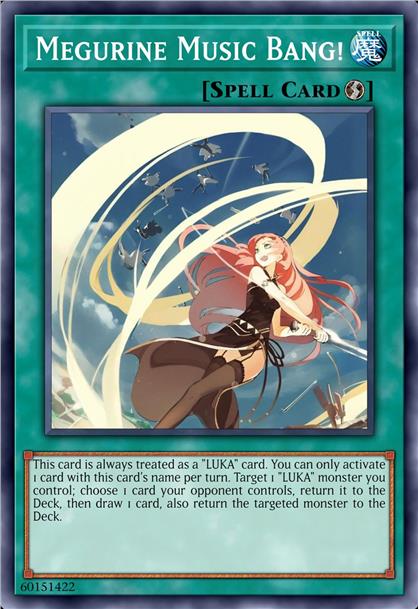 MEGURINE MUSIC BANG!
SPELL
魔
[SPELL CARD]
This card is always treated as a "LUKA" card. You can only activate
1 card with this card's name per turn. Target 1 "LUKA" monster you
control; choose 1 card your opponent controls, return it to the
Deck, then draw 1 card, also return the targeted monster to the
Deck.
60151422